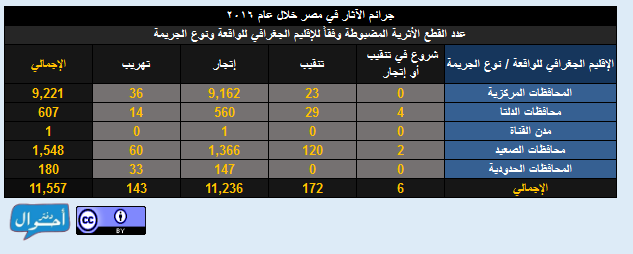 جرائم الآثار في مصر خلال عام ٢٠١٦
عدد القطع الأثرية المضبوطة وفقاً للإقليم الجغرافي للواقعة ونوع الجريمة
الإقليم الجغرافي للواقعة / نوع الجريمة شروع في تنقيب أو إتجار تنقيب إتجار تهريب الإجمالي
المحافظات المركزية 0 23 9,162 36 9,221
محافظات الدلتا 4 29 560 14 607
مدن القناة 0 0 1 0 1
محافظات الصعيد 2 120 1,366 60 1,548
المحافظات الحدودية 0 0 147 33 180
الإجمالي 6 172 11,236 143 11,557
دفتر أحوال
cc BY